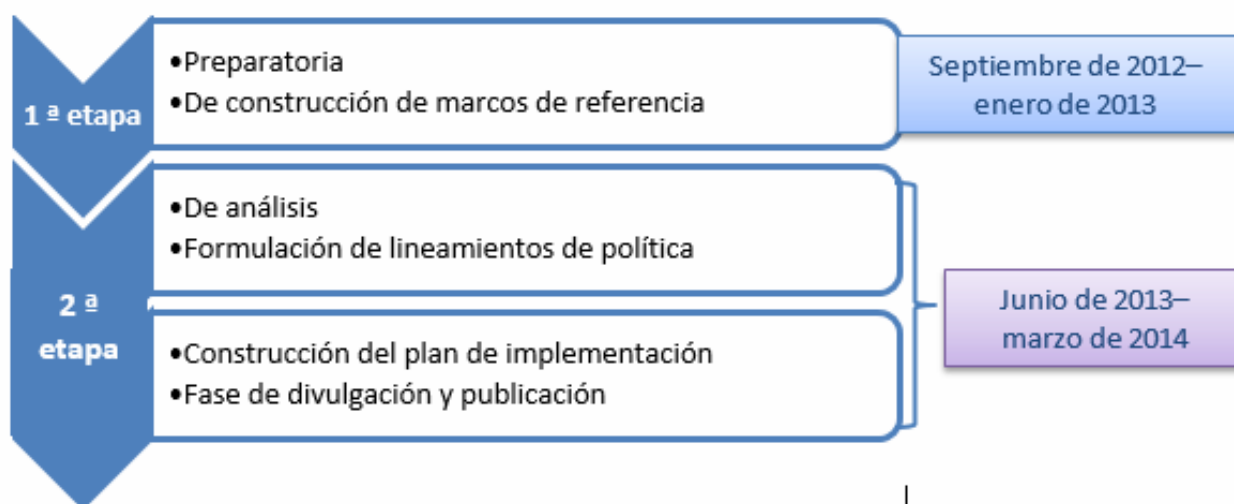 1 ª etapa
•Preparatoria
•De construcción de marcos de referencia
Septiembre de 2012–
enero de 2013
2 ª
etapa
•De análisis
•Formulación de lineamientos de política
•Construcción del plan de implementación
•Fase de divulgación y publicación
Junio de 2013–
marzo de 2014